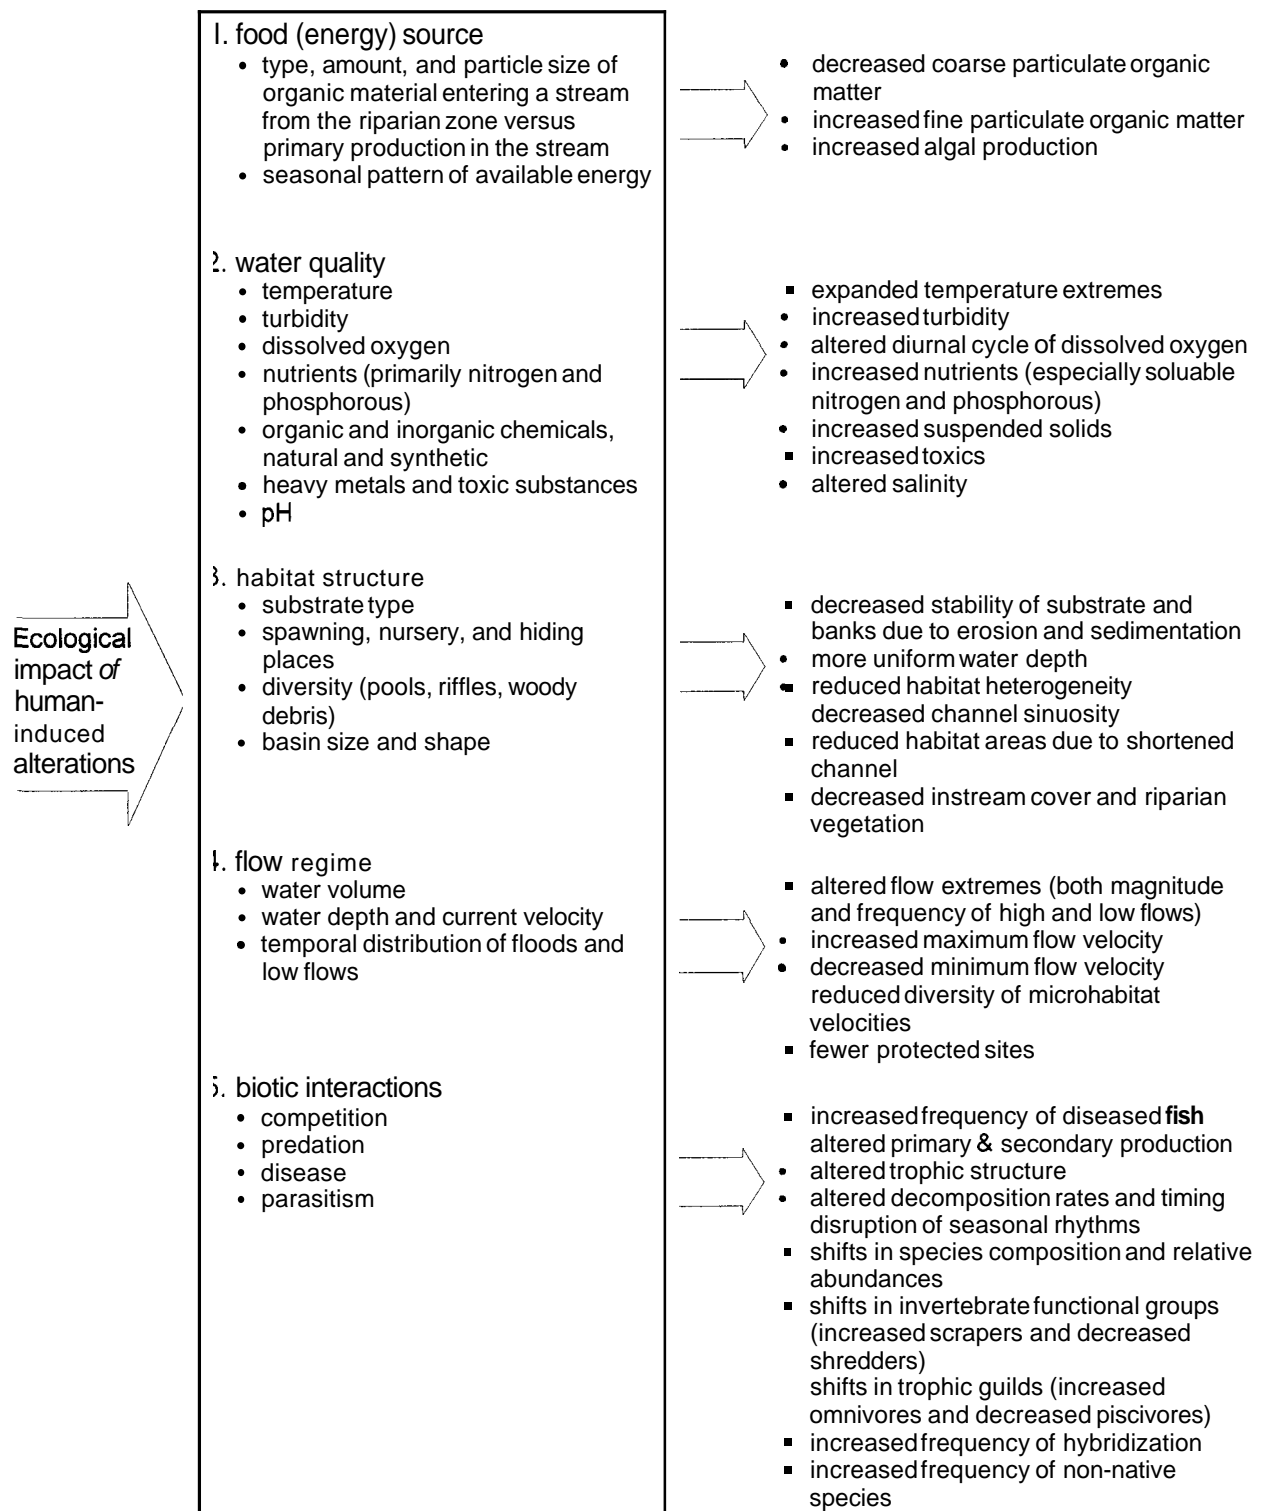 Ecological
impact of
human-
induced
alterations
1. food (energy) source
• type, amount, and particle size of
organic material entering a stream
from the riparian zone versus
primary production in the stream
• seasonal pattern of available energy
• decreased coarse particulate organic
matter
• increased fine particulate organic matter
• increased algal production
2. water quality
• temperature
• turbidity
• dissolved oxygen
• nutrients (primarily nitrogen and
phosphorous)
• organic and inorganic chemicals,
natural and synthetic
• heavy metals and toxic substances
• pH
▪ expanded temperature extremes
• increased turbidity
• altered diurnal cycle of dissolved oxygen
• increased nutrients (especially soluable
nitrogen and phosphorous)
• increased suspended solids
▪ increased toxics
• altered salinity
3. habitat structure
• substrate type
• spawning, nursery, and hiding
places
• diversity (pools, riffles, woody
debris)
• basin size and shape
▪ decreased stability of substrate and
banks due to erosion and sedimentation
• more uniform water depth
▪ reduced habitat heterogeneity
decreased channel sinuosity
▪ reduced habitat areas due to shortened
channel
▪ decreased instream cover and riparian
vegetation
4. flow regime
• water volume
• water depth and current velocity
• temporal distribution of floods and
low flows
▪ altered flow extremes (both magnitude
and frequency of high and low flows)
• increased maximum flow velocity
• decreased minimum flow velocity
reduced diversity of microhabitat
velocities
▪ fewer protected sites
5. biotic interactions
• competition
• predation
• disease
• parasitism
▪ increased frequency of diseased fish
altered primary & secondary production
• altered trophic structure
• altered decomposition rates and timing
disruption of seasonal rhythms
▪ shifts in species composition and relative
abundances
▪ shifts in invertebrate functional groups
(increased scrapers and decreased
shredders)
shifts in trophic guilds (increased
omnivores and decreased piscivores)
▪ increased frequency of hybridization
▪ increased frequency of non-native
species